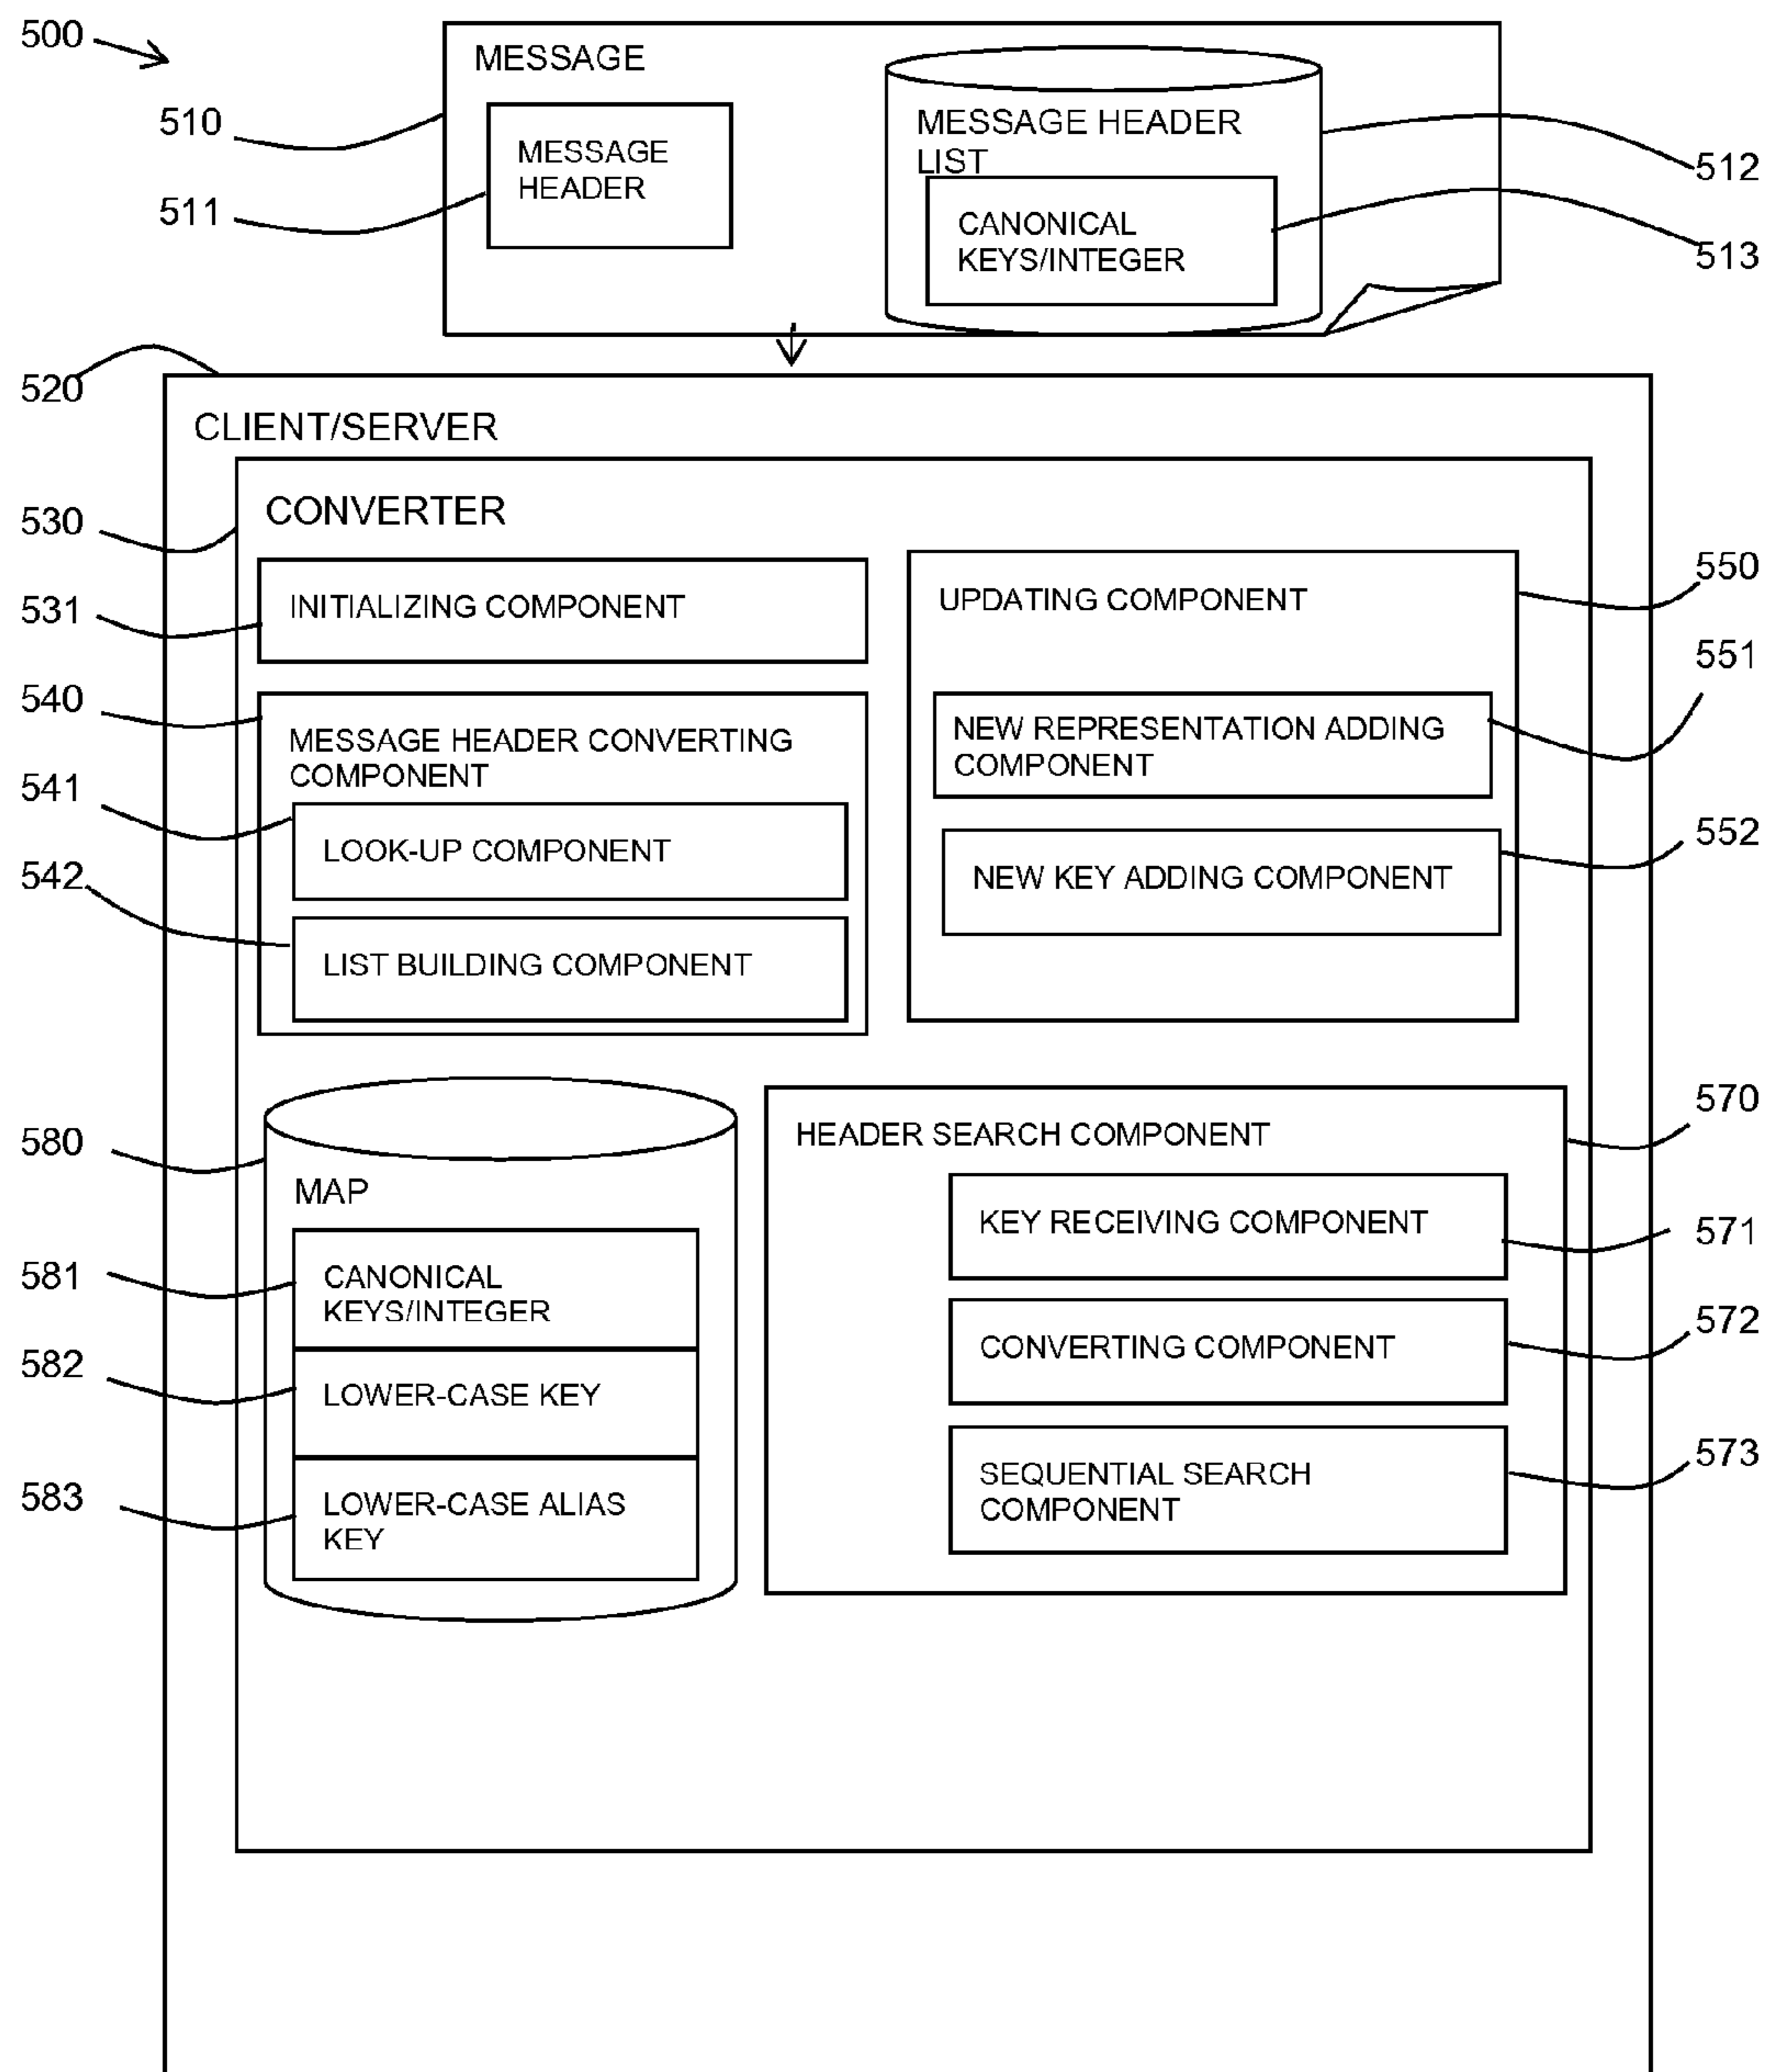 500
MESSAGE
510
MESSAGE
HEADER
511
MESSAGE HEADER
LIST
512
CANONICAL
KEYS/INTEGER
513
520
CLIENT/SERVER
530
CONVERTER
531
INITIALIZING COMPONENT
540
MESSAGE HEADER CONVERTING
COMPONENT
541
LOOK-UP COMPONENT
542
LIST BUILDING COMPONENT
UPDATING COMPONENT
550
NEW REPRESENTATION ADDING
COMPONENT
551
NEW KEY ADDING COMPONENT
552
580
MAP
581
CANONICAL
KEYS/INTEGER
582
LOWER-CASE KEY
583
LOWER-CASE ALIAS
KEY
HEADER SEARCH COMPONENT
570
KEY RECEIVING COMPONENT
571
CONVERTING COMPONENT
572
SEQUENTIAL SEARCH
COMPONENT
573